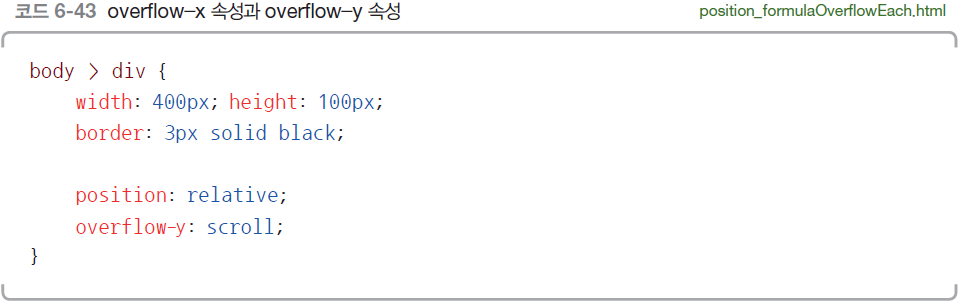 코드 6-43 overflow-x 속성과 overflow-y 속성 position_formulaOverflowEach.html
body > div {
width: 400px; height: 100px;
border: 3px solid black;
position: relative;
overflow-y: scroll;
}